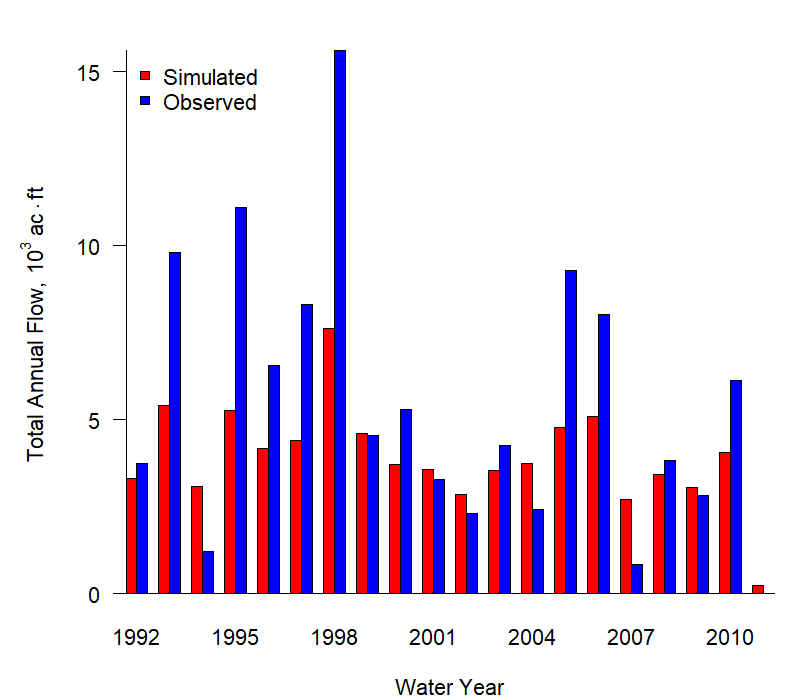 Simulated
Observed
15
10
5
0
Total Annual Flow, 10³ ac·ft
1992 1995 1998 2001 2004 2007 2010
Water Year